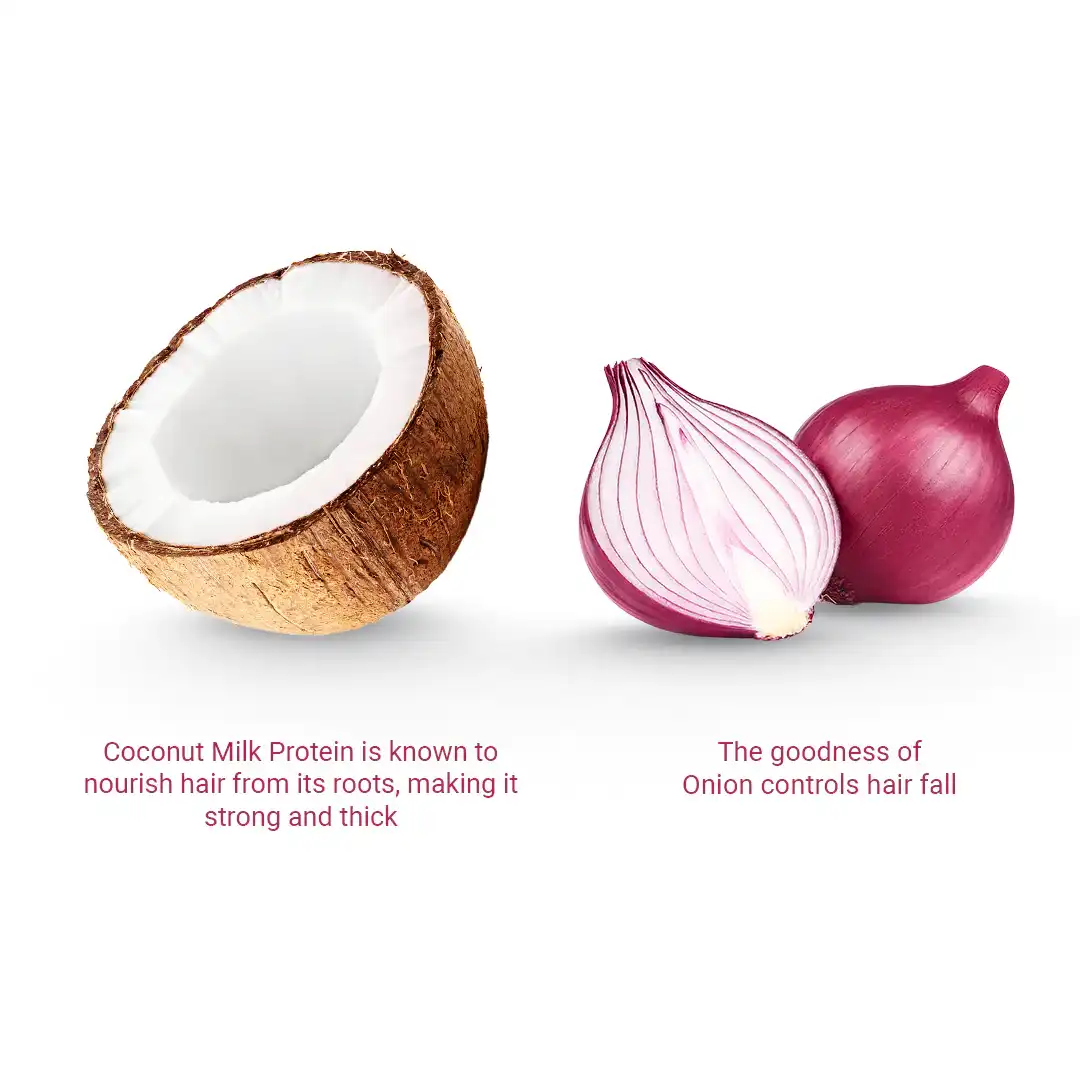 Coconut Milk Protein is known to
nourish hair from its roots, making it
strong and thick
The goodness of
Onion controls hair fall